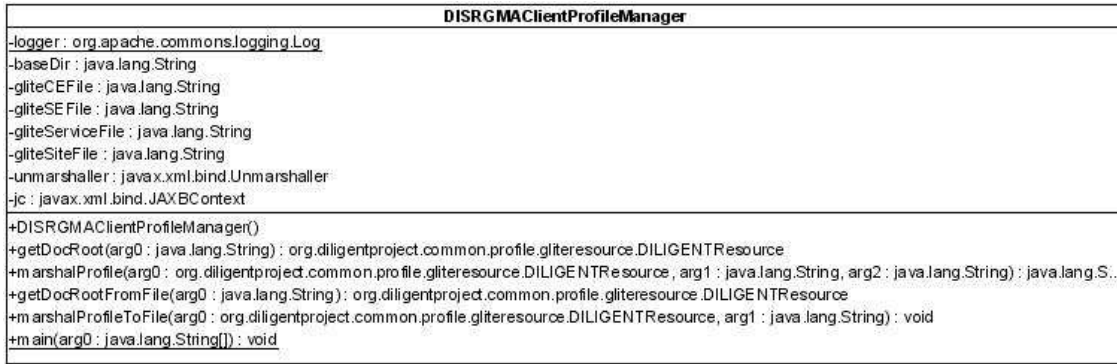 DISRGMAClientProfileManager
-logger : org.apache.commons.logging.Log
-baseDir : java.lang.String
-gliteCEFile : java.lang.String
-gliteSEFile : java.lang.String
-gliteServiceFile : java.lang.String
-gliteSiteFile : java.lang.String
-unmarshaller : javax.xml.bind.Unmarshaller
-jc : javax.xml.bind.JAXBContext
+DISRGMAClientProfileManager()
+getDocRoot(arg0 : java.lang.String) : org.diligentproject.common.profile.gliteresource.DILIGENTResource
+marshalProfile(arg0 : org.diligentproject.common.profile.gliteresource.DILIGENTResource, arg1 : java.lang.String, arg2 : java.lang.String) : java.lang.S..
+getDocRootFromFile(arg0 : java.lang.String) : org.diligentproject.common.profile.gliteresource.DILIGENTResource
+marshalProfileToFile(arg0 : org.diligentproject.common.profile.gliteresource.DILIGENTResource, arg1 : java.lang.String) : void
+main(arg0 : java.lang.String[]) : void